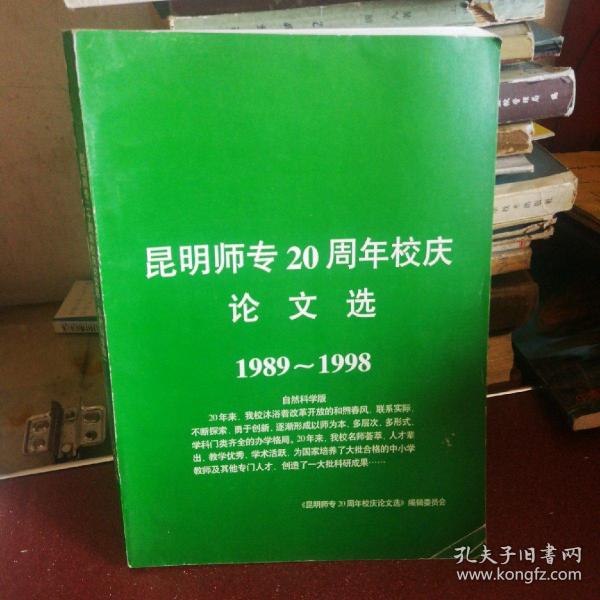 昆明师专20周年校庆
论文选
1989～1998
自然科学版
20年来，我校沐浴着改革开放的和煦春风，联系实际，
不断探索，勇于创新，逐渐形成以师为本，多层次、多形式、
学科门类齐全的办学格局。20年来，我校名师荟萃，人才辈
出，教学优秀，学术活跃，为国家培养了大批合格的中小学
教师及其他专门人才，创造了一大批科研成果……
《昆明师专20周年校庆论文选》编辑委员会
孔夫子旧书网
www.kongfz.com